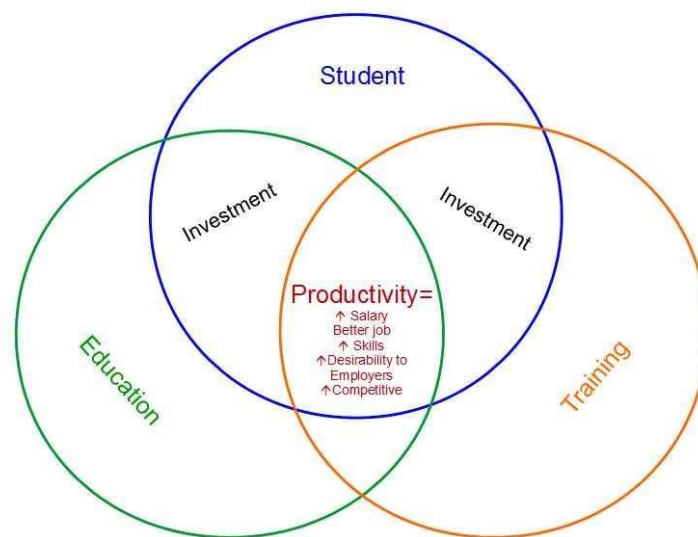 Student
Investment
Investment
Productivity=
↑ Salary
Better job
↑ Skills
↑Desirability to
Employers
↑Competitive
Education
Training